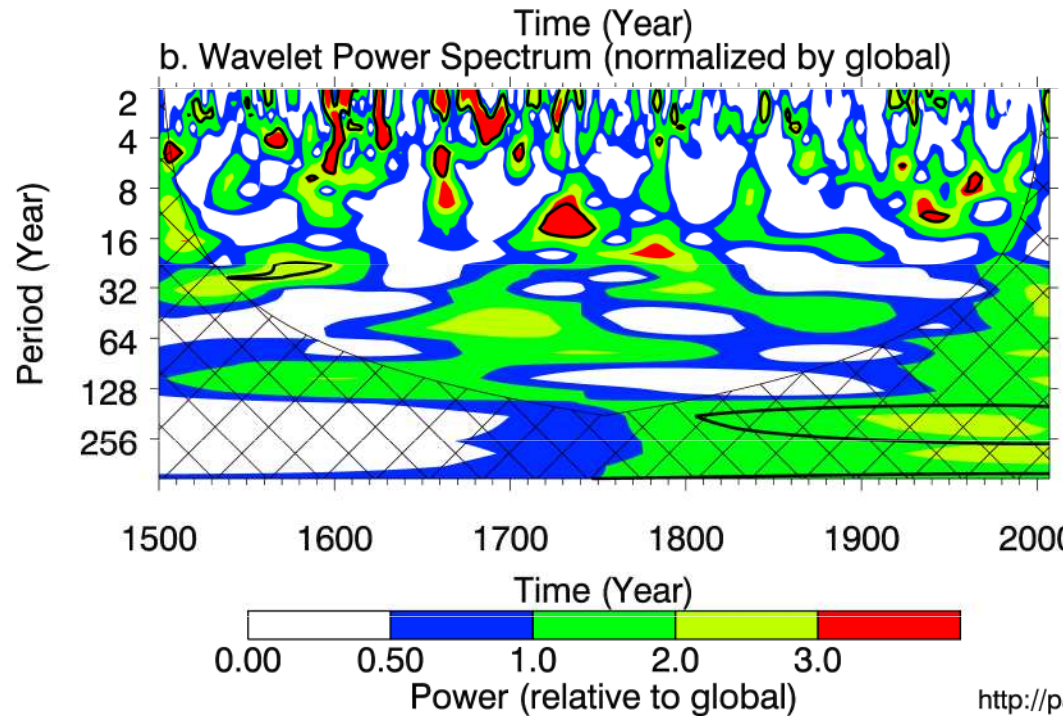 Time (Year)
b. Wavelet Power Spectrum (normalized by global)
Period (Year)
2
4
8
16
32
64
128
256
1500 1600 1700 1800 1900 2000
Time (Year)
0.00 0.50 1.0 2.0 3.0
Power (relative to global)
http://p